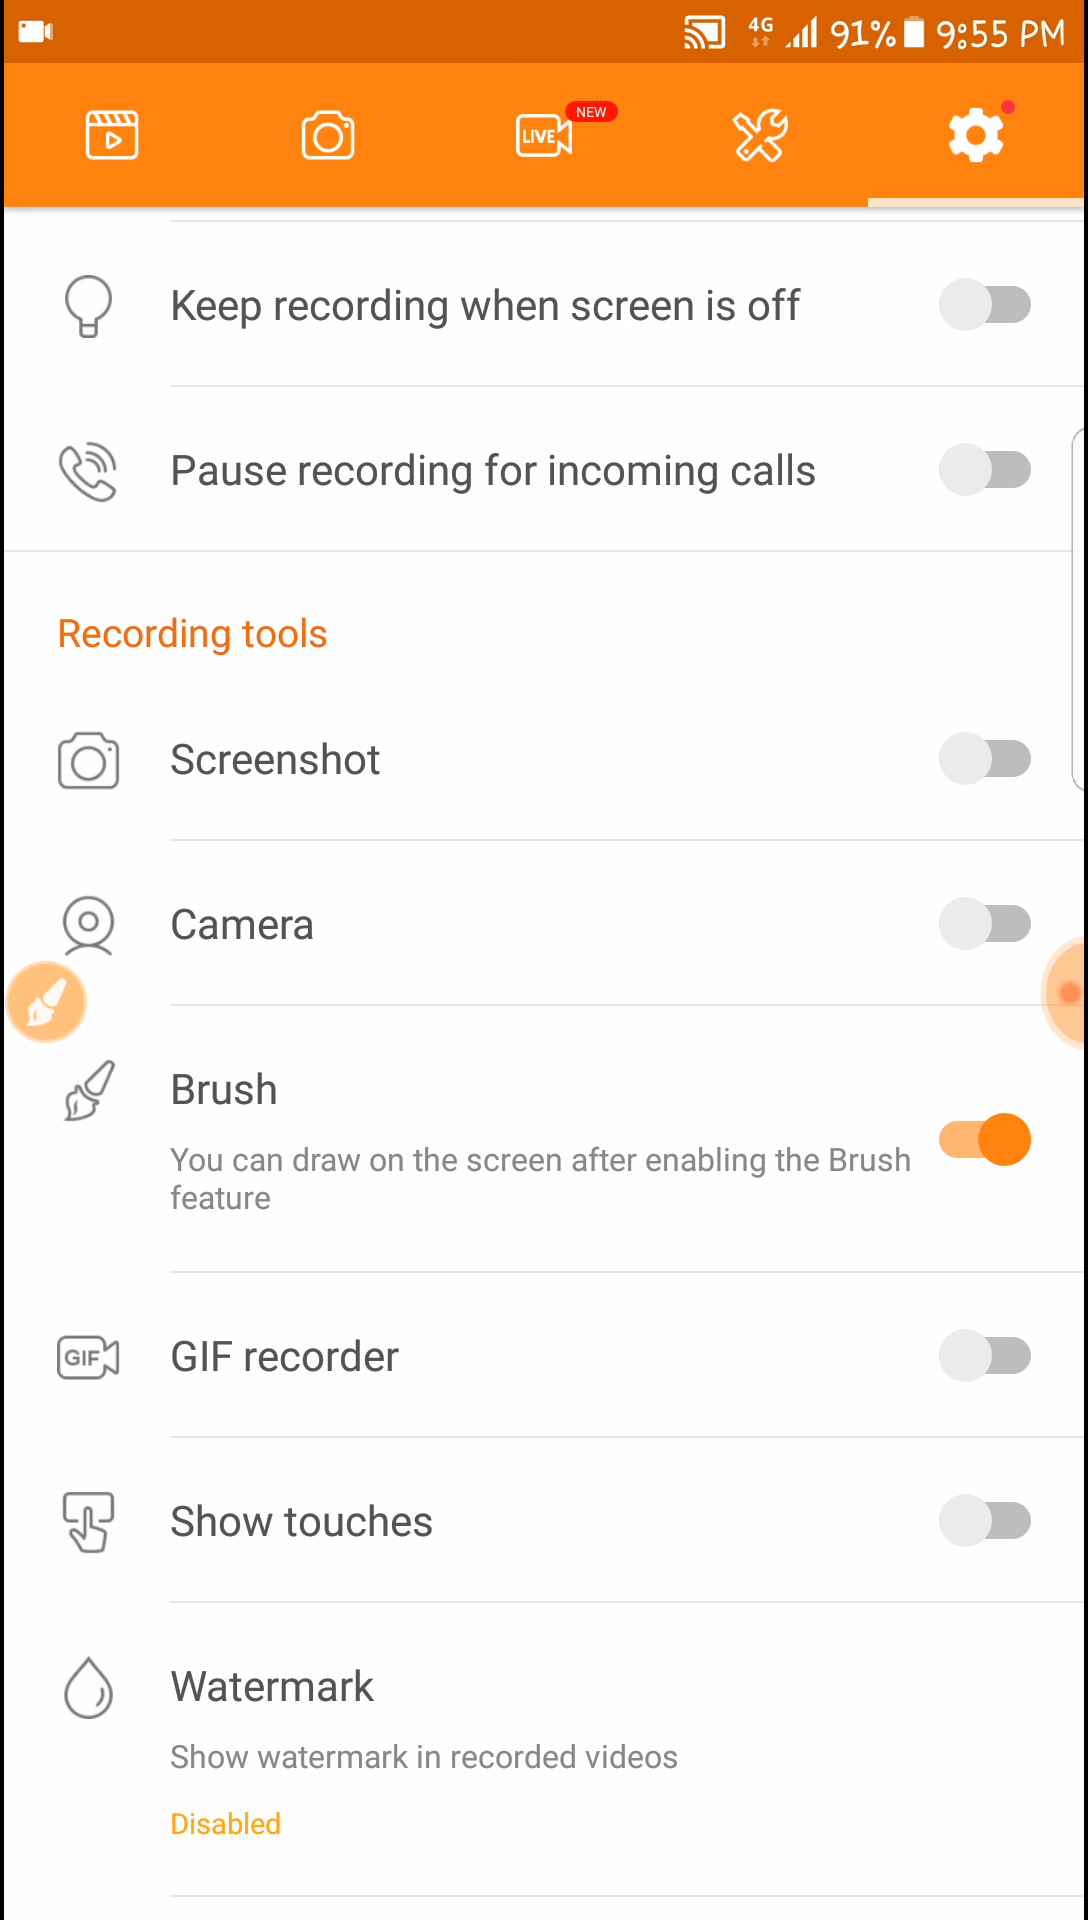 4G 91% 9:55 PM
LIVE NEW
Keep recording when screen is off
Pause recording for incoming calls
Recording tools
Screenshot
Camera
Brush
You can draw on the screen after enabling the Brush
feature
GIF GIF recorder
Show touches
Watermark
Show watermark in recorded videos
Disabled